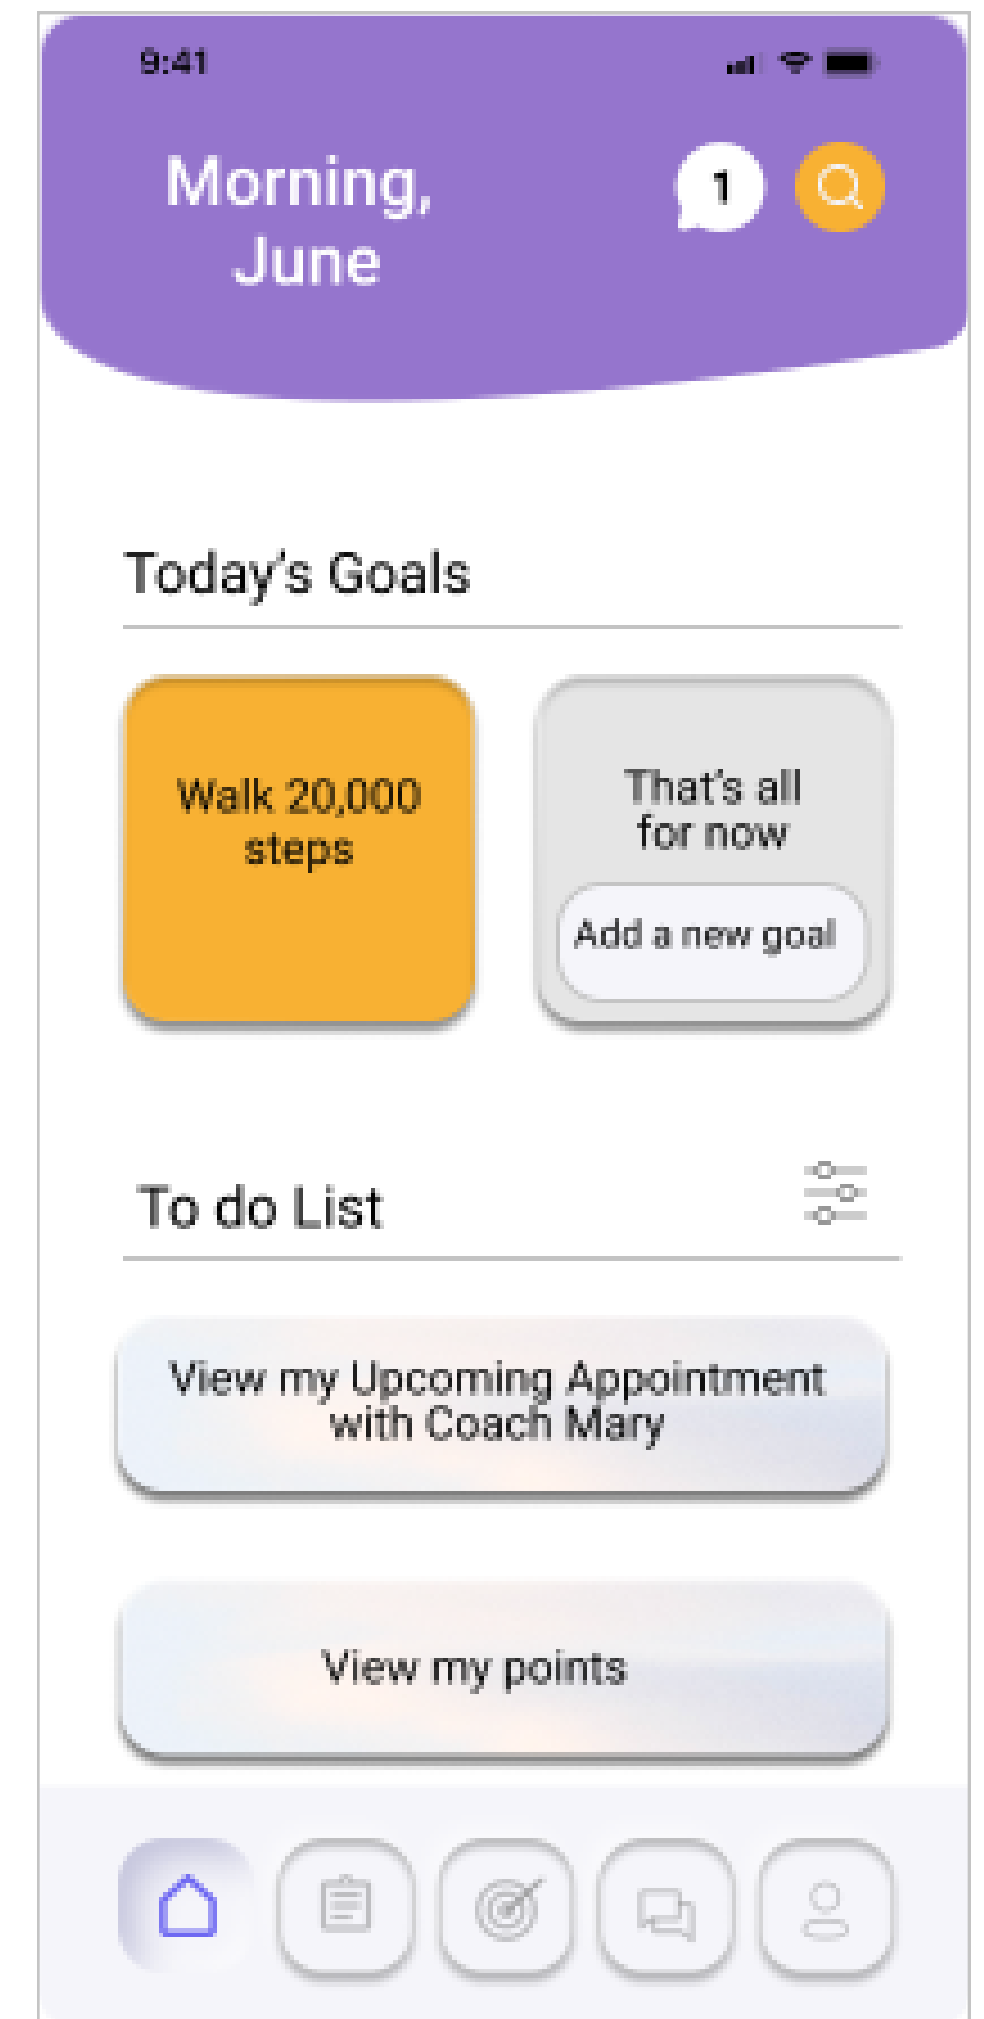 9:41
Morning,
June
1
Today's Goals
Walk 20,000
steps
That's all
for now
Add a new goal
To do List
View my Upcoming Appointment
with Coach Mary
View my points